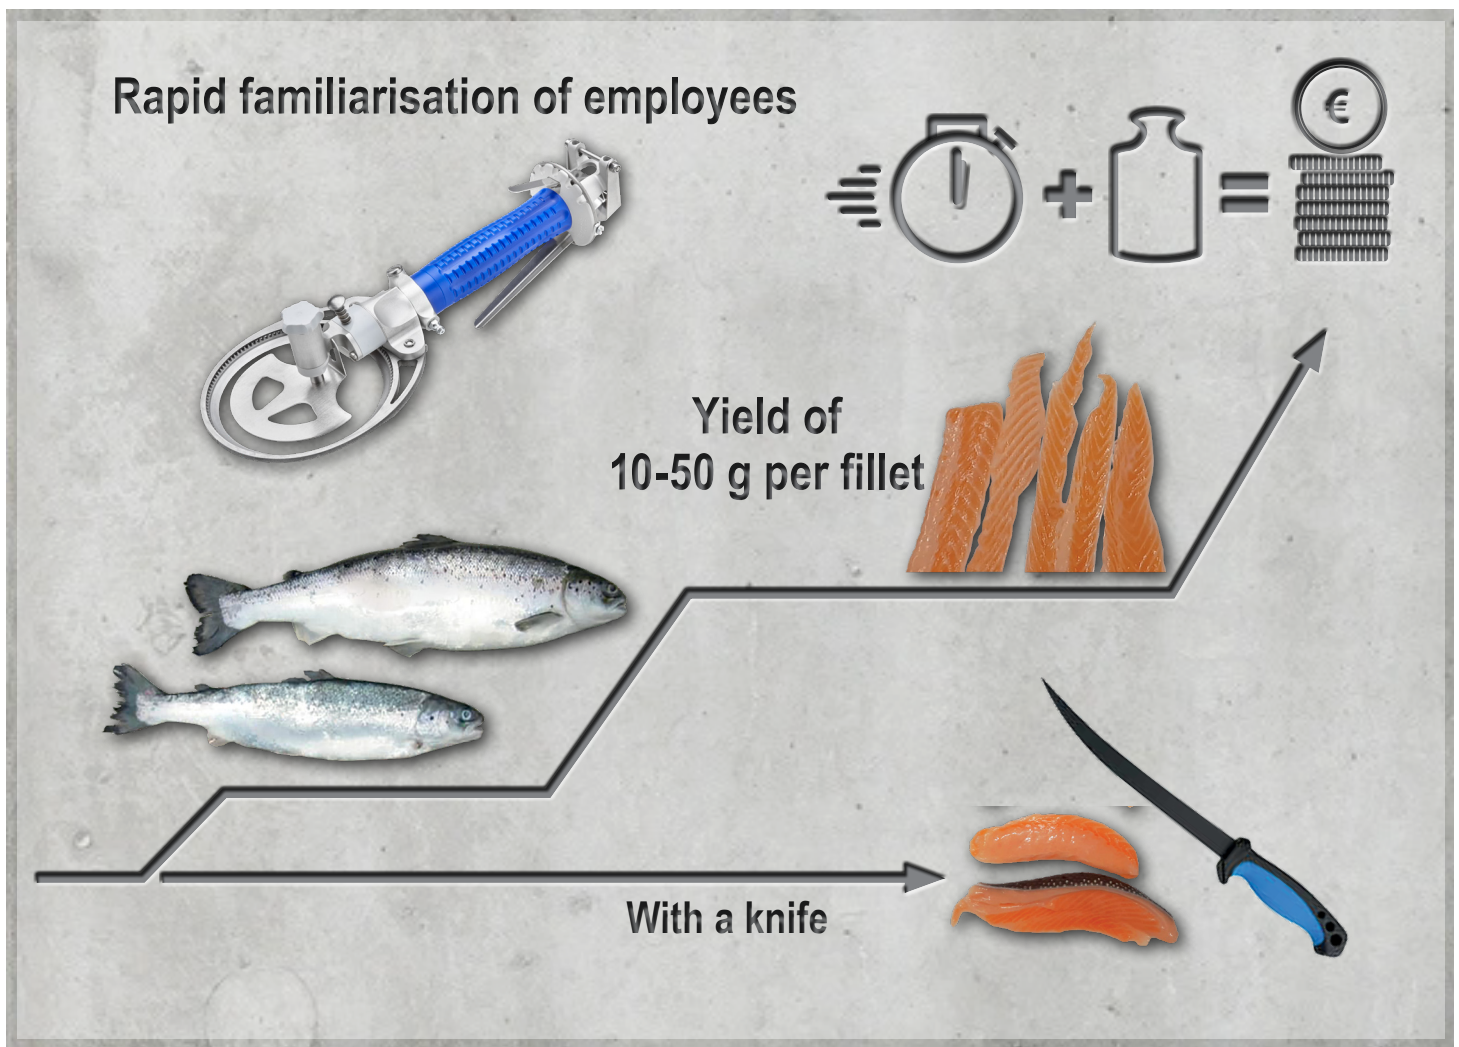 Rapid familiarisation of employees
€
Yield of
10-50 g per fillet
With a knife